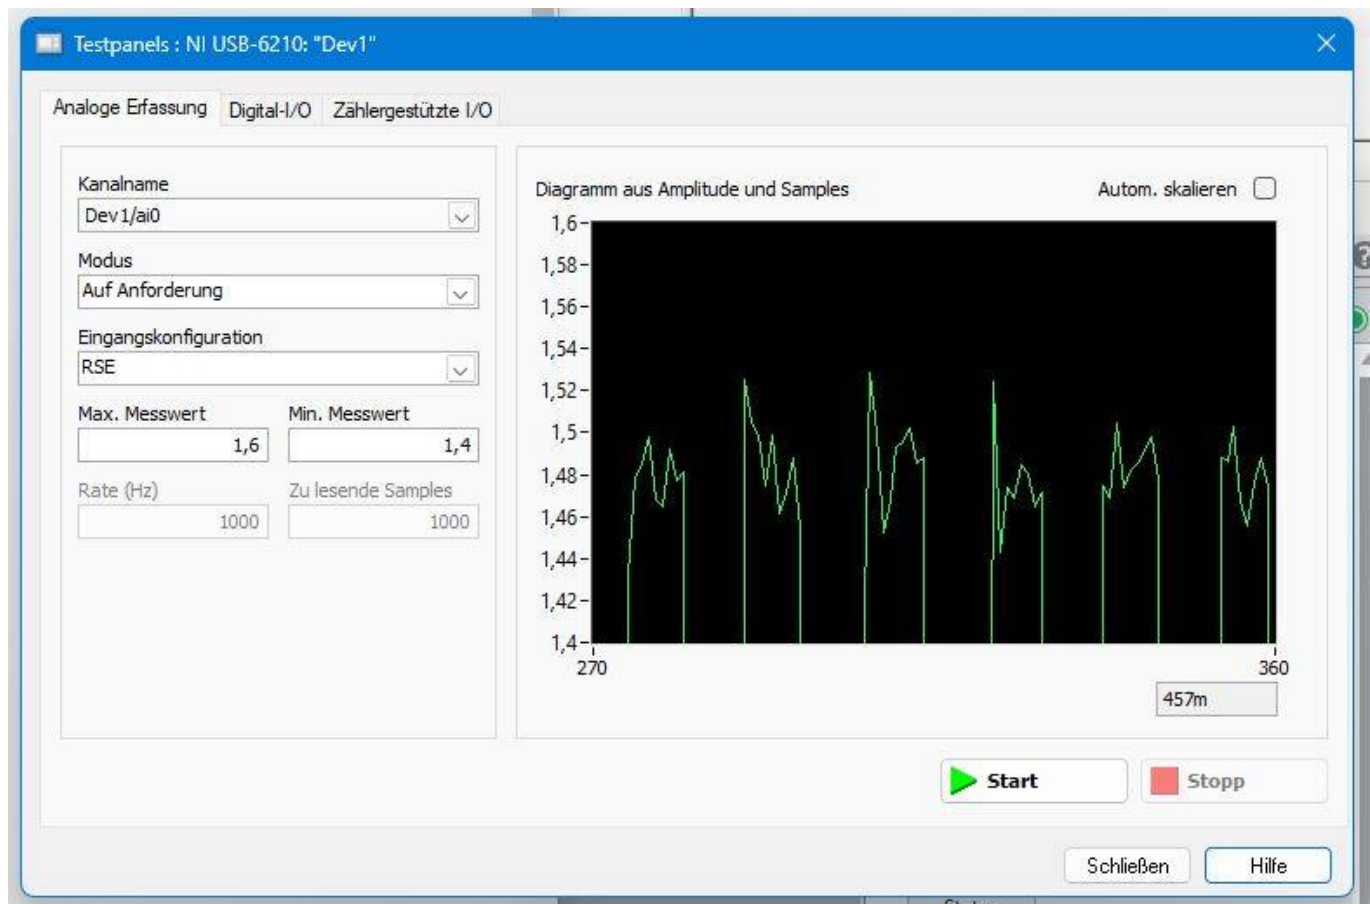 Testpanels : NI USB-6210: "Dev1"
Analoge Erfassung Digital-I/O Zählergestützte I/O
Kanalname
Dev1/ai0
Modus
Auf Anforderung
Eingangskonfiguration
RSE
Max. Messwert Min. Messwert
1,6 1,4
Rate (Hz) Zu lesende Samples
1000 1000
Diagramm aus Amplitude und Samples Autom. skalieren
1,6
1,58
1,56
1,54
1,52
1,5
1,48
1,46
1,44
1,42
1,4
270 360
457m
Start Stopp
Schließen Hilfe